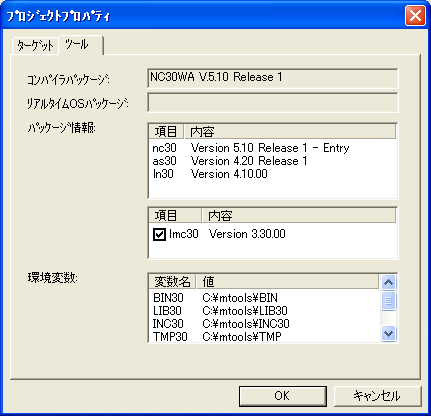 ﾌﾟﾛｼﾞｪｸﾄﾌﾟﾛﾊﾟﾃｨ
ﾀｰｹﾞｯﾄ ﾂｰﾙ
ｺﾝﾊﾟｲﾗﾊﾟｯｹｰｼﾞ: NC30WA V.5.10 Release 1
ﾘｱﾙﾀｲﾑOSﾊﾟｯｹｰｼﾞ:
ﾊﾟｯｹｰｼﾞ情報:
項目 内容
nc30 Version 5.10 Release 1 - Entry
as30 Version 4.20 Release 1
ln30 Version 4.10.00
項目 内容
lmc30 Version 3.30.00
環境変数:
変数名 値
BIN30 C:¥mtools¥BIN
LIB30 C:¥mtools¥LIB30
INC30 C:¥mtools¥INC30
TMP30 C:¥mtools¥TMP
OK キャンセル